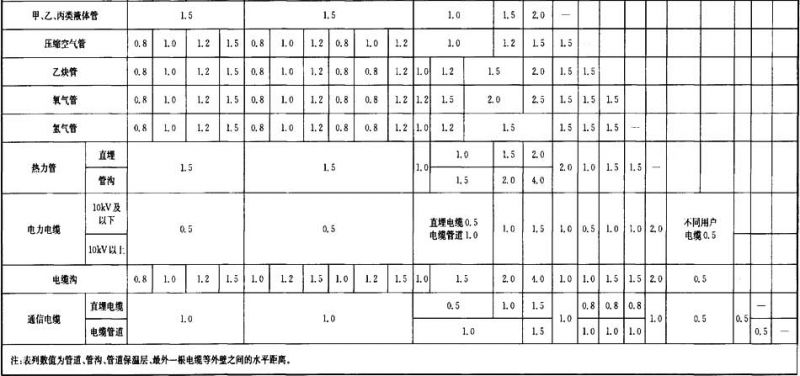 甲、乙、丙类液体管 1.5 1.5 1.0 1.5 2.0 —
压缩空气管 0.8 1.0 1.2 1.5 0.8 1.0 1.2 0.8 1.0 1.2 1.0 1.2 1.5 1.5
乙炔管 0.8 1.0 1.2 1.5 0.8 1.0 1.2 0.8 0.8 1.2 1.0 1.2 1.5 2.0 1.5 1.5
氧气管 0.8 1.0 1.2 1.5 0.8 1.0 1.2 0.8 0.8 1.2 1.2 1.5 2.0 2.5 1.5 1.5 1.5
氢气管 0.8 1.0 1.2 1.5 0.8 1.0 1.2 0.8 0.8 1.2 1.0 1.2 1.5 1.5 1.5 1.5 —
热力管 直埋 1.5 1.5 1.0 1.0 1.5 2.0 2.0 1.0 1.5 1.5 —
管沟 1.5 2.0 4.0
电力电缆 10kV及以下 0.5 0.5 直埋电缆0.5 1.0 1.5 1.0 0.5 1.0 1.0 2.0 不同用户
电缆管道1.0 电缆0.5
10kV以上
电缆沟 0.8 1.0 1.2 1.5 1.0 1.2 1.5 1.0 1.2 1.5 1.0 1.5 2.0 4.0 1.0 1.0 1.5 1.5 2.0 0.5
通信电缆 直埋电缆 1.0 1.0 0.5 1.0 1.5 1.0 0.8 0.8 0.8 1.0 0.5 0.5 —
电缆管道 1.0 1.5 1.0 1.0 1.0 0.5 —
注:表列数值为管道、管沟、管道保温层、最外一根电缆等外壁之间的水平距离。